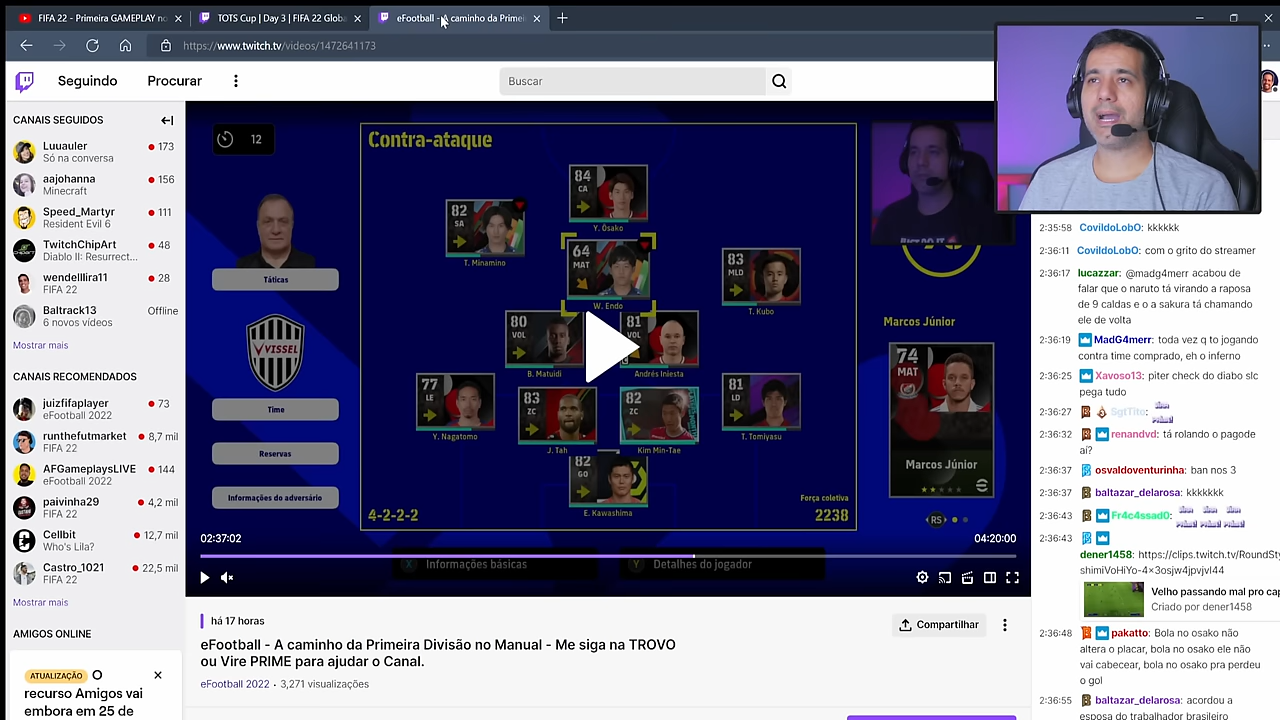 FIFA 22 - Primeira GAMEPLAY no
TOTS Cup | Day 3 | FIFA 22 Globa
eFootball - A caminho da Prime
https://www.twitch.tv/videos/1472641173
Seguindo
Procurar
Buscar
CANAIS SEGUIDOS
Luuauler
173
Só na conversa
aajohanna
156
Minecraft
Speed_Martyr
111
Resident Evil 6
TwitchChipArt
48
Diablo II: Resurrect...
wendelllira11
28
FIFA 22
Baltrack13
Offline
6 novos vídeos
Mostrar mais
CANAIS RECOMENDADOS
juizfifaplayer
73
eFootball 2022
runthefutmarket
8,7 mil
FIFA 22
AFGameplaysLIVE
144
eFootball 2022
paivinha29
4,2 mil
FIFA 22
Cellbit
12,7 mil
Who's Lila?
Castro_1021
22,5 mil
FIFA 22
Mostrar mais
AMIGOS ONLINE
ATUALIZAÇÃO
O
recurso Amigos vai
embora em 25 de
12
Táticas
VISSEL
Time
Reservas
Informações do adversário
Contra-ataque
84
CA
Y. Osako
82
SA
T. Minamino
64
MAT
W. Endo
83
MLD
T. Kubo
80
VOL
B. Matuidi
81
VOL
Andrés Iniesta
77
LE
Y. Nagatomo
83
ZC
J. Tah
82
ZC
Kim Min-Tae
81
LD
T. Tomiyasu
82
GO
E. Kawashima
4-2-2-2
Força coletiva
2238
Marcos Júnior
74
MAT
Marcos Júnior
RS
02:37:02
04:20:00
X
Informações básicas
Y
Detalhes do jogador
há 17 horas
Compartilhar
eFootball - A caminho da Primeira Divisão no Manual - Me siga na TROVO
ou Vire PRIME para ajudar o Canal.
eFootball 2022 • 3,271 visualizações
2:35:58 CovildoLobO: kkkkkk
2:36:11 CovildoLobO: com o grito do streamer
2:36:17 lucazzar: @madg4merr acabou de
falar que o naruto tá virando a raposa
de 9 caldas e o a sakura tá chamando
ele de volta
2:36:19 MadG4merr: toda vez q to jogando
contra time comprado, eh o inferno
2:36:25 Xavoso13: piter check do diabo slc
pega tudo
2:36:27 SgtTito:
2:36:32 renandvd: tá rolando o pagode
aí?
2:36:37 osvaldoventurinha: ban nos 3
2:36:37 baltazar_delarosa: kkkkkkk
2:36:43 Fr4c4ssad0:
2:36:43
dener1458: https://clips.twitch.tv/RoundSty
shimiVoHiYo-4x3osjw4jpvjvI44
Velho passando mal pro cap
Criado por dener1458
2:36:48 pakatto: Bola no osako não
altera o placar, bola no osako ele não
vai cabecear, bola no osako pra perdeu
o gol
2:36:55 baltazar_delarosa: acordou a
esposa do trabalhador brasileiro